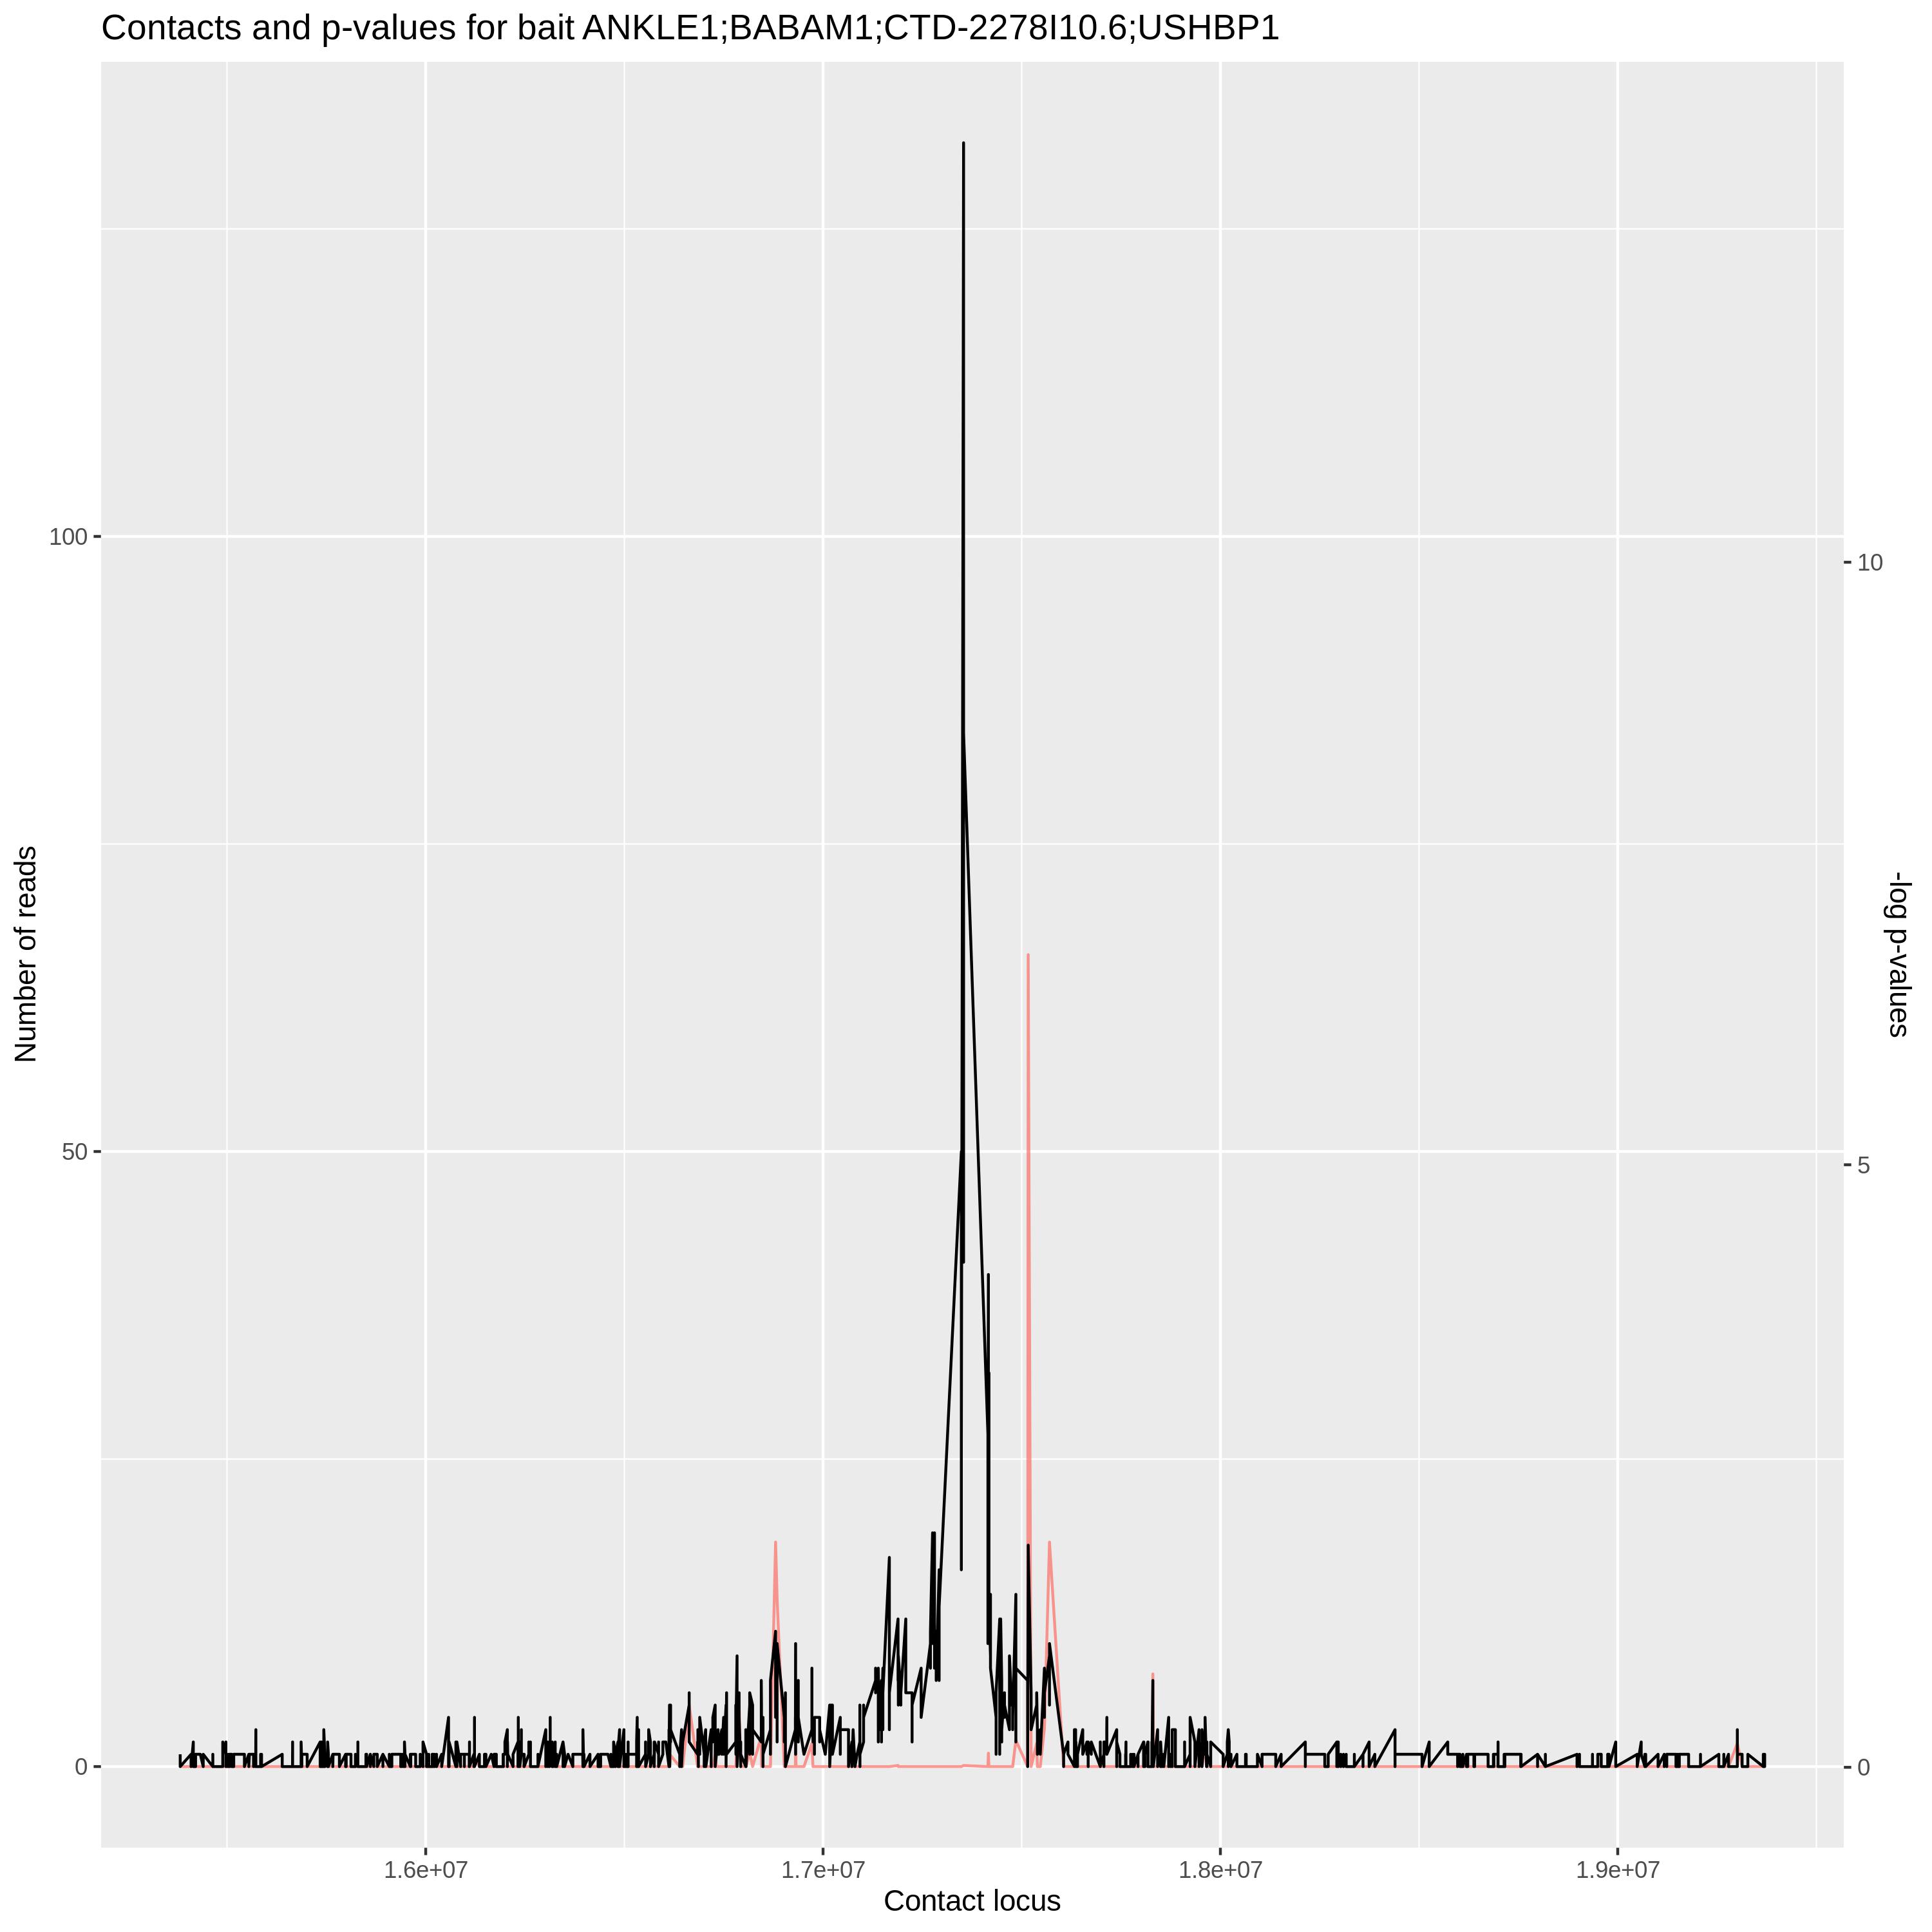 Contacts and p-values for bait ANKLE1;BABAM1;CTD-2278I10.6;USHBP1
Number of reads
100
50
0
10
5
0
-log p-values
1.6e+07
1.7e+07
1.8e+07
1.9e+07
Contact locus